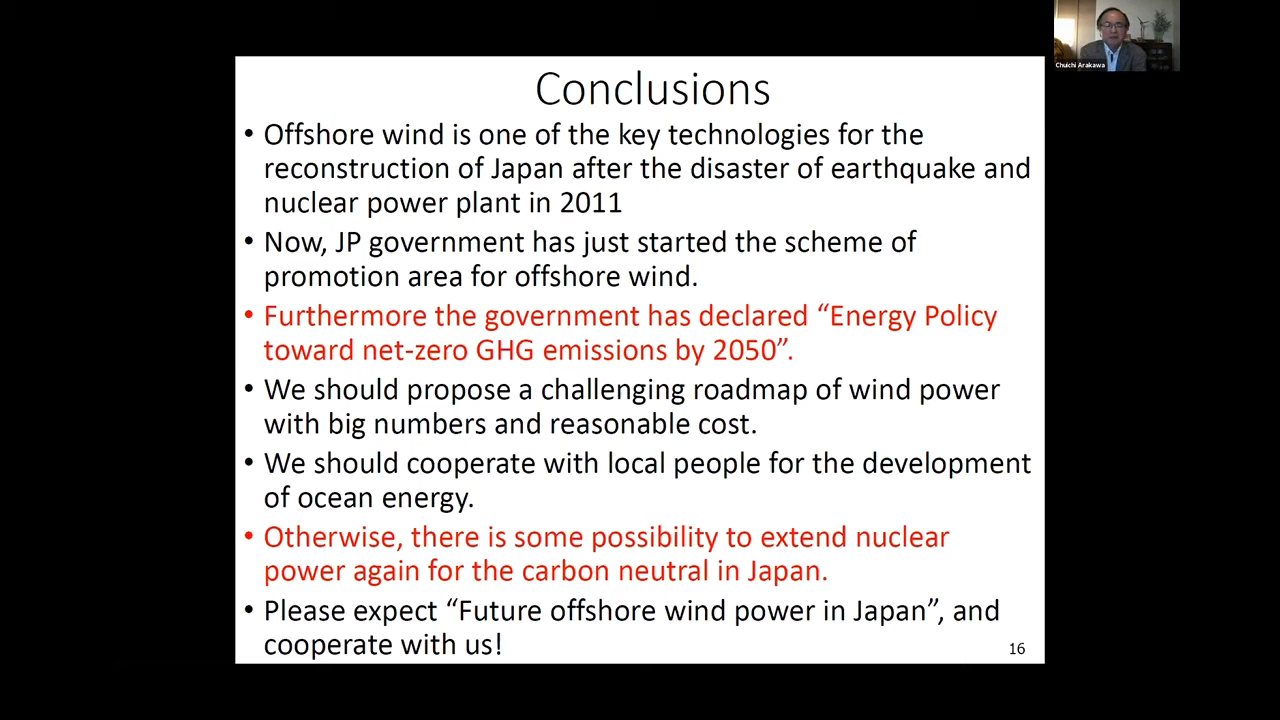 Chuichi Arakawa
Conclusions
• Offshore wind is one of the key technologies for the
reconstruction of Japan after the disaster of earthquake and
nuclear power plant in 2011
• Now, JP government has just started the scheme of
promotion area for offshore wind.
• Furthermore the government has declared “Energy Policy
toward net-zero GHG emissions by 2050”.
• We should propose a challenging roadmap of wind power
with big numbers and reasonable cost.
• We should cooperate with local people for the development
of ocean energy.
• Otherwise, there is some possibility to extend nuclear
power again for the carbon neutral in Japan.
• Please expect “Future offshore wind power in Japan”, and
cooperate with us!
16